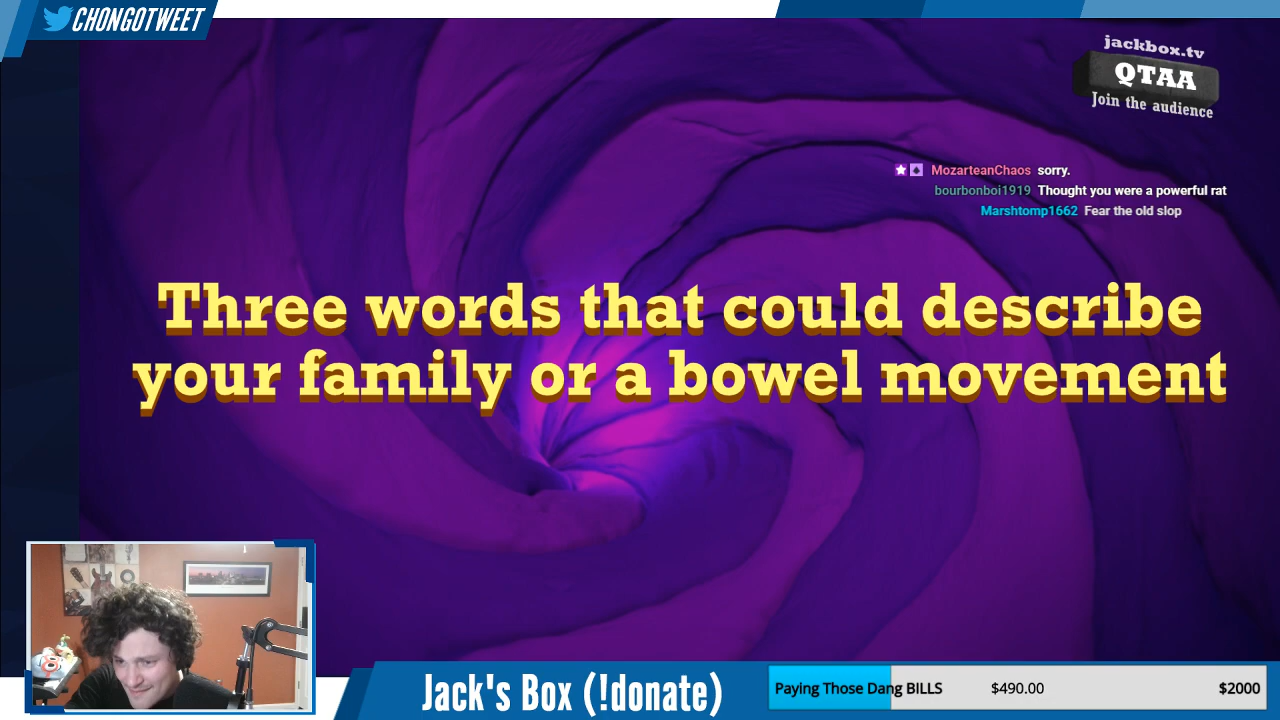 CHONGOTWEET
jackbox.tv
QTAA
Join the audience
MozarteanChaos sorry.
bourbonboi1919 Thought you were a powerful rat
Marshtomp1662 Fear the old slop
Three words that could describe
your family or a bowel movement
Jack's Box (!donate)
Paying Those Dang BILLS $490.00 $2000